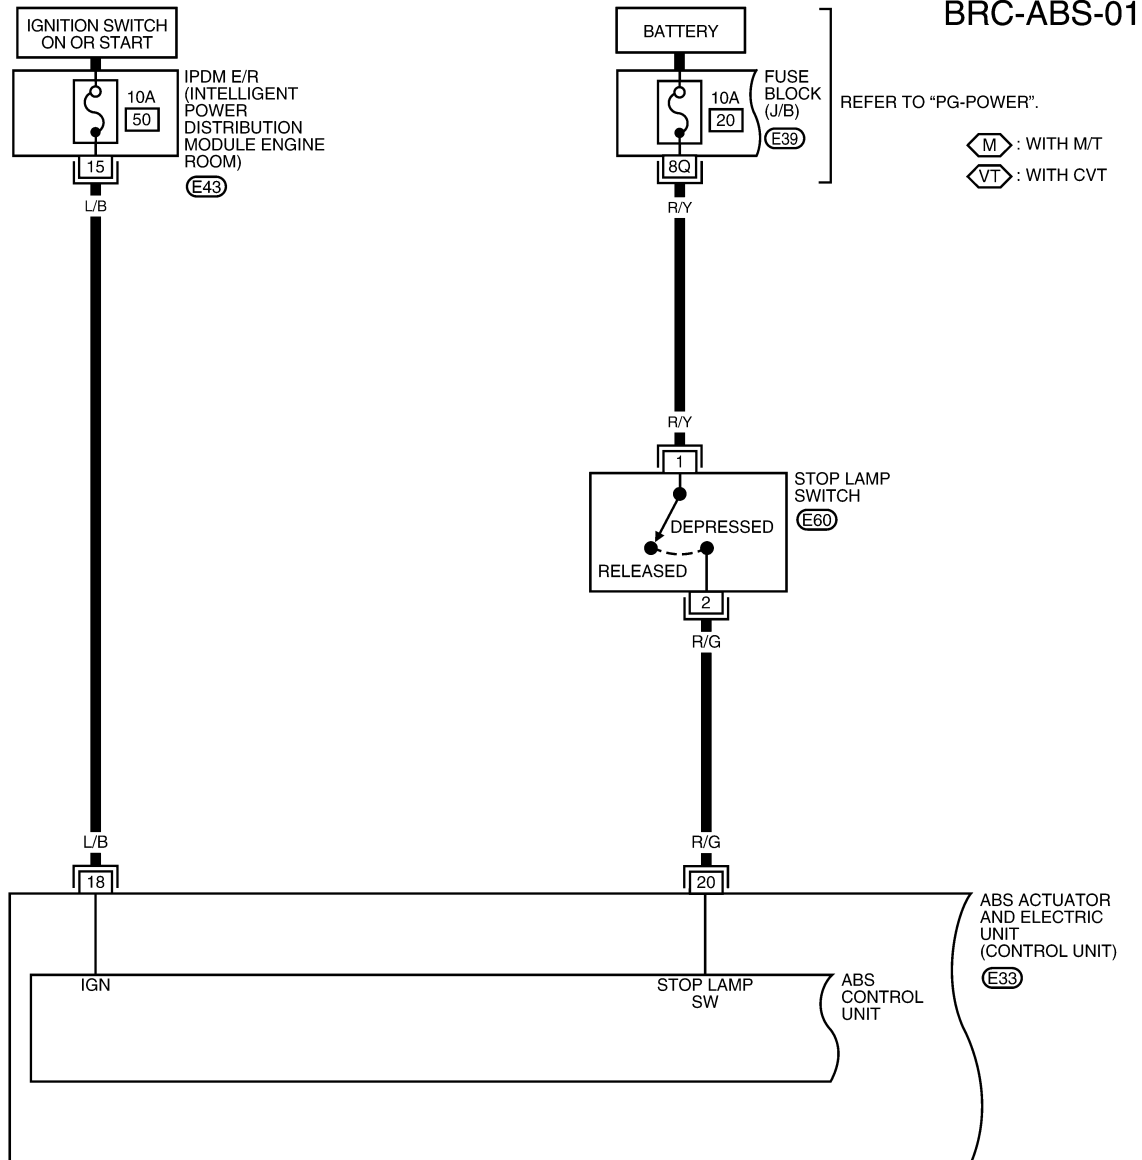 BRC-ABS-01
IGNITION SWITCH
ON OR START
10A
50
IPDM E/R
(INTELLIGENT
POWER
DISTRIBUTION
MODULE ENGINE
ROOM)
E43
15
L/B
BATTERY
10A
20
FUSE
BLOCK
(J/B)
E39
8Q
R/Y
REFER TO “PG-POWER”.
M : WITH M/T
VT : WITH CVT
R/Y
1
STOP LAMP
SWITCH
E60
DEPRESSED
RELEASED
2
R/G
L/B
R/G
18
20
ABS ACTUATOR
AND ELECTRIC
UNIT
(CONTROL UNIT)
E33
IGN
STOP LAMP
SW
ABS
CONTROL
UNIT